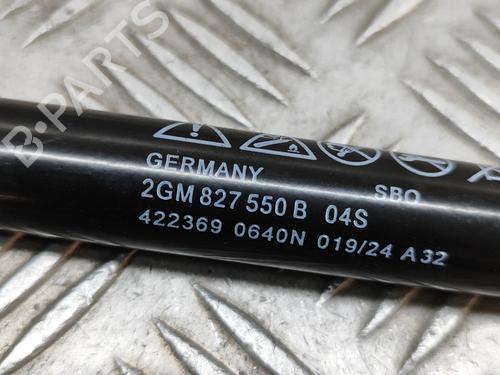 B-PARTS
GERMANY
SBO
2GM 827 550 B 04S
422369 0640N 019/24 A32